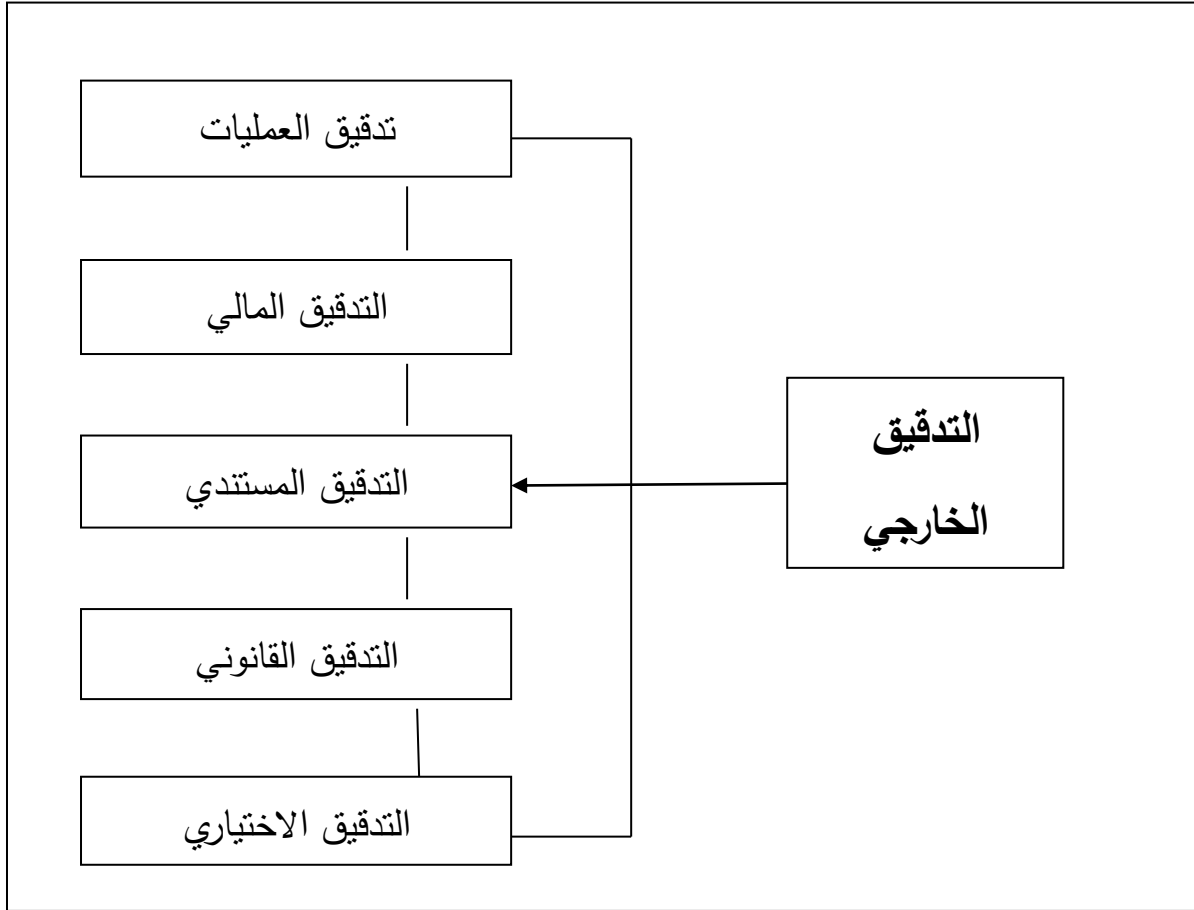 تدقيق العمليات
التدقيق المالي
التدقيق المستندي
التدقيق القانوني
التدقيق الاختياري
التدقيق
الخارجي